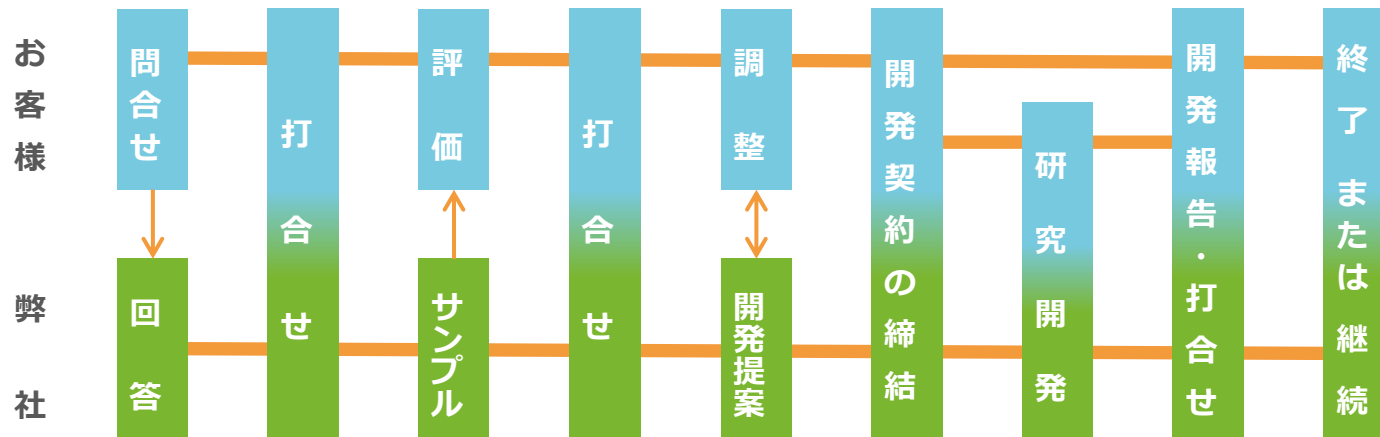 お客様
弊社
問合せ
回答
打合せ
評価
サンプル
打合せ
調整
開発提案
開発契約の締結
研究開発
開発報告・打合せ
終了または継続